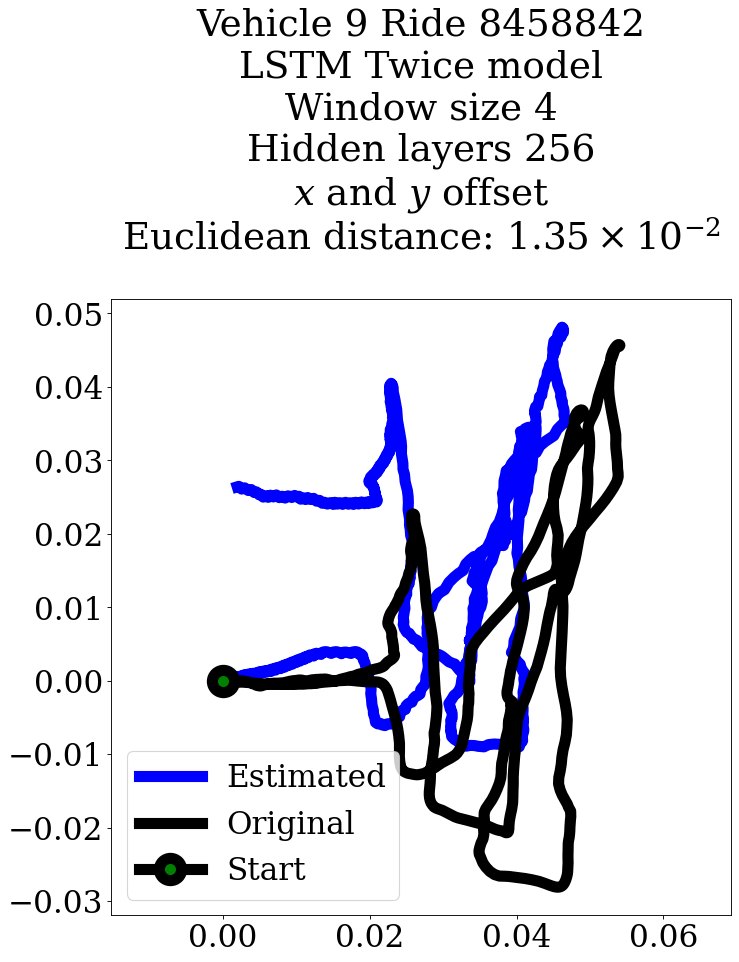 Vehicle 9 Ride 8458842
LSTM Twice model
Window size 4
Hidden layers 256
x and y offset
Euclidean distance: 1.35 × 10⁻²
0.05
0.04
0.03
0.02
0.01
0.00
−0.01
−0.02
−0.03
Estimated
Original
Start
0.00 0.02 0.04 0.06